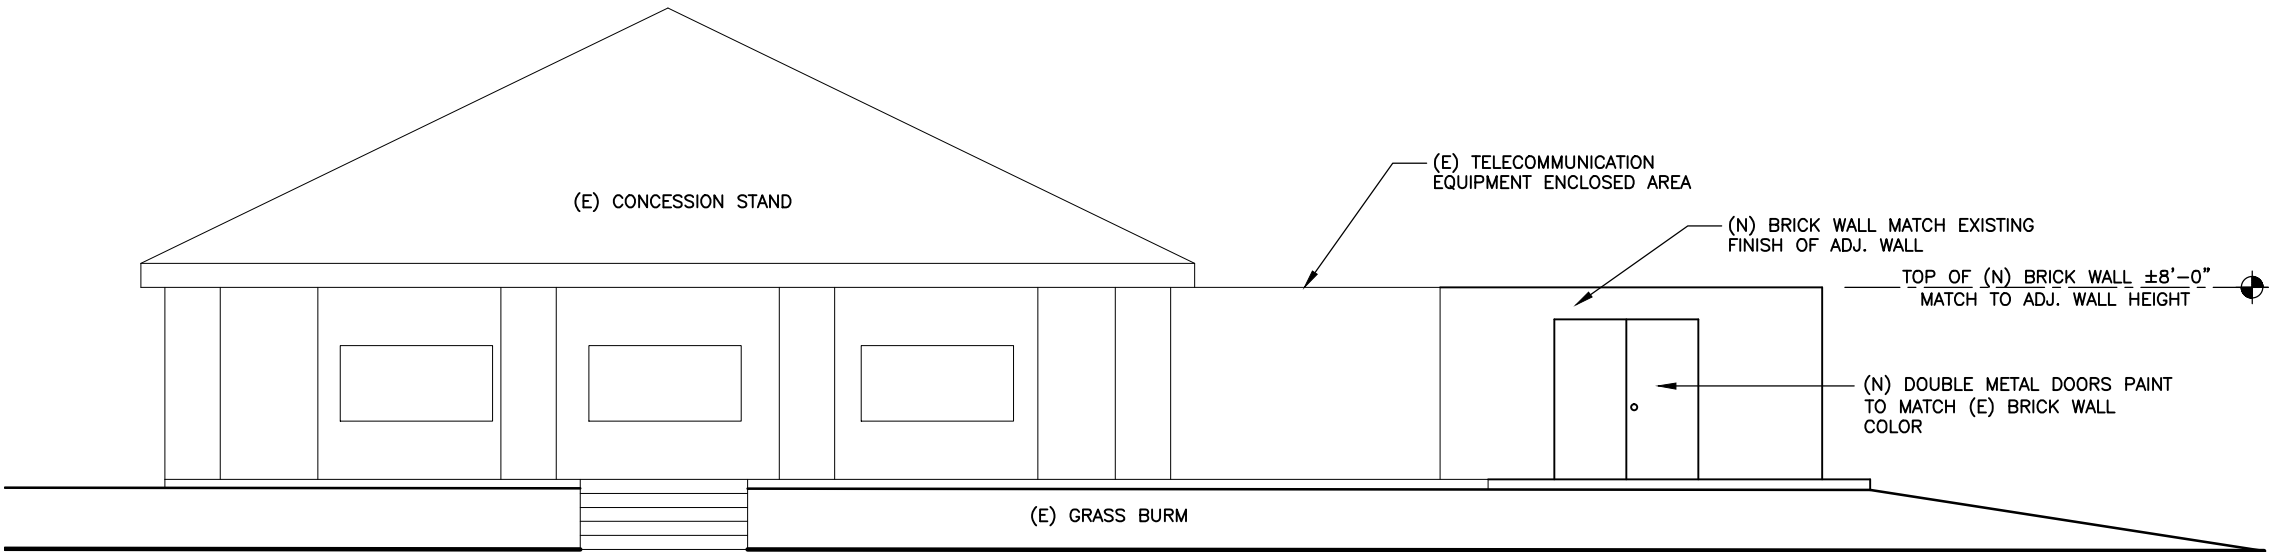 (E) CONCESSION STAND
(E) TELECOMMUNICATION
EQUIPMENT ENCLOSED AREA
(N) BRICK WALL MATCH EXISTING
FINISH OF ADJ. WALL
TOP OF (N) BRICK WALL ±8'-0"
MATCH TO ADJ. WALL HEIGHT
(N) DOUBLE METAL DOORS PAINT
TO MATCH (E) BRICK WALL
COLOR
(E) GRASS BURM